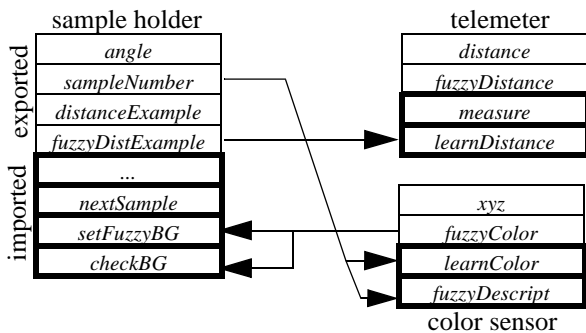 sample holder
exported
angle
sampleNumber
distanceExample
fuzzyDistExample
imported
...
nextSample
setFuzzyBG
checkBG
telemeter
distance
fuzzyDistance
measure
learnDistance
xyz
fuzzyColor
learnColor
fuzzyDescript
color sensor